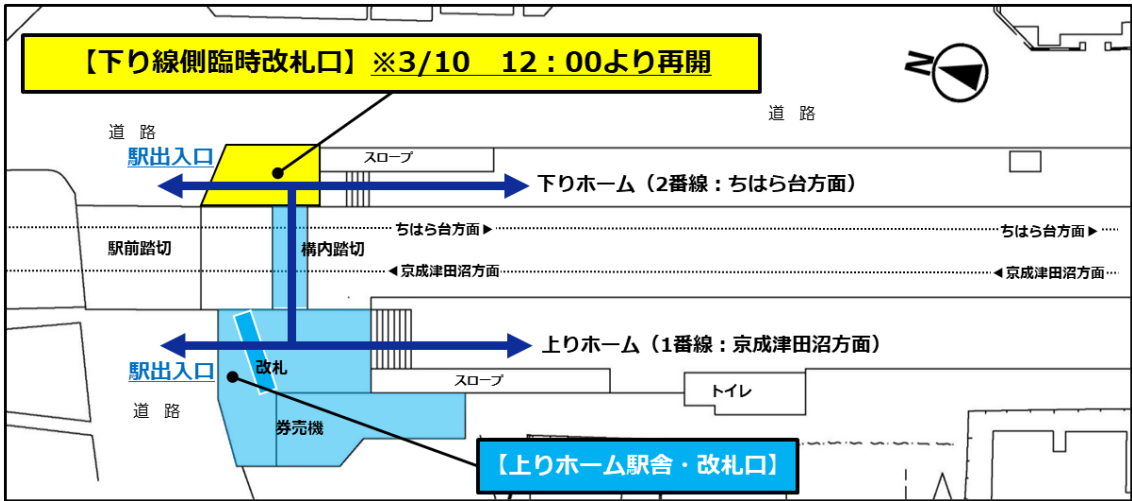 【下り線側臨時改札口】※3/10　12：00より再開
N
道 路
道 路
駅出入口
スロープ
下りホーム（2番線：ちはら台方面）
ちはら台方面▶
ちはら台方面▶
駅前踏切
構内踏切
◀京成津田沼方面
◀京成津田沼方面
上りホーム（1番線：京成津田沼方面）
改札
駅出入口
スロープ
トイレ
道 路
券売機
【上りホーム駅舎・改札口】